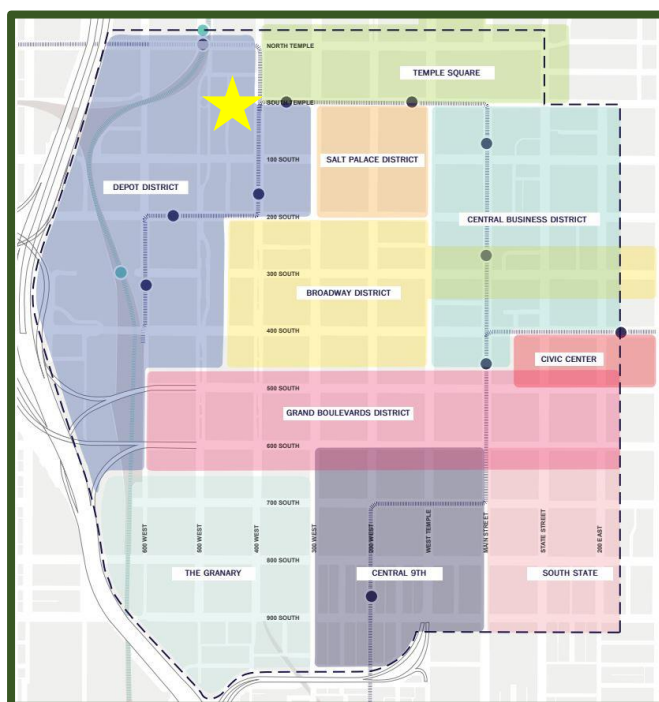 NORTH TEMPLE
TEMPLE SQUARE
SOUTH TEMPLE
100 SOUTH
SALT PALACE DISTRICT
DEPOT DISTRICT
200 SOUTH
CENTRAL BUSINESS DISTRICT
300 SOUTH
BROADWAY DISTRICT
400 SOUTH
CIVIC CENTER
500 SOUTH
GRAND BOULEVARDS DISTRICT
600 SOUTH
700 SOUTH
600 WEST
400 WEST
300 WEST
200 WEST
WEST TEMPLE
MAIN STREET
STATE STREET
200 EAST
800 SOUTH
THE GRANARY
CENTRAL 9TH
SOUTH STATE
900 SOUTH